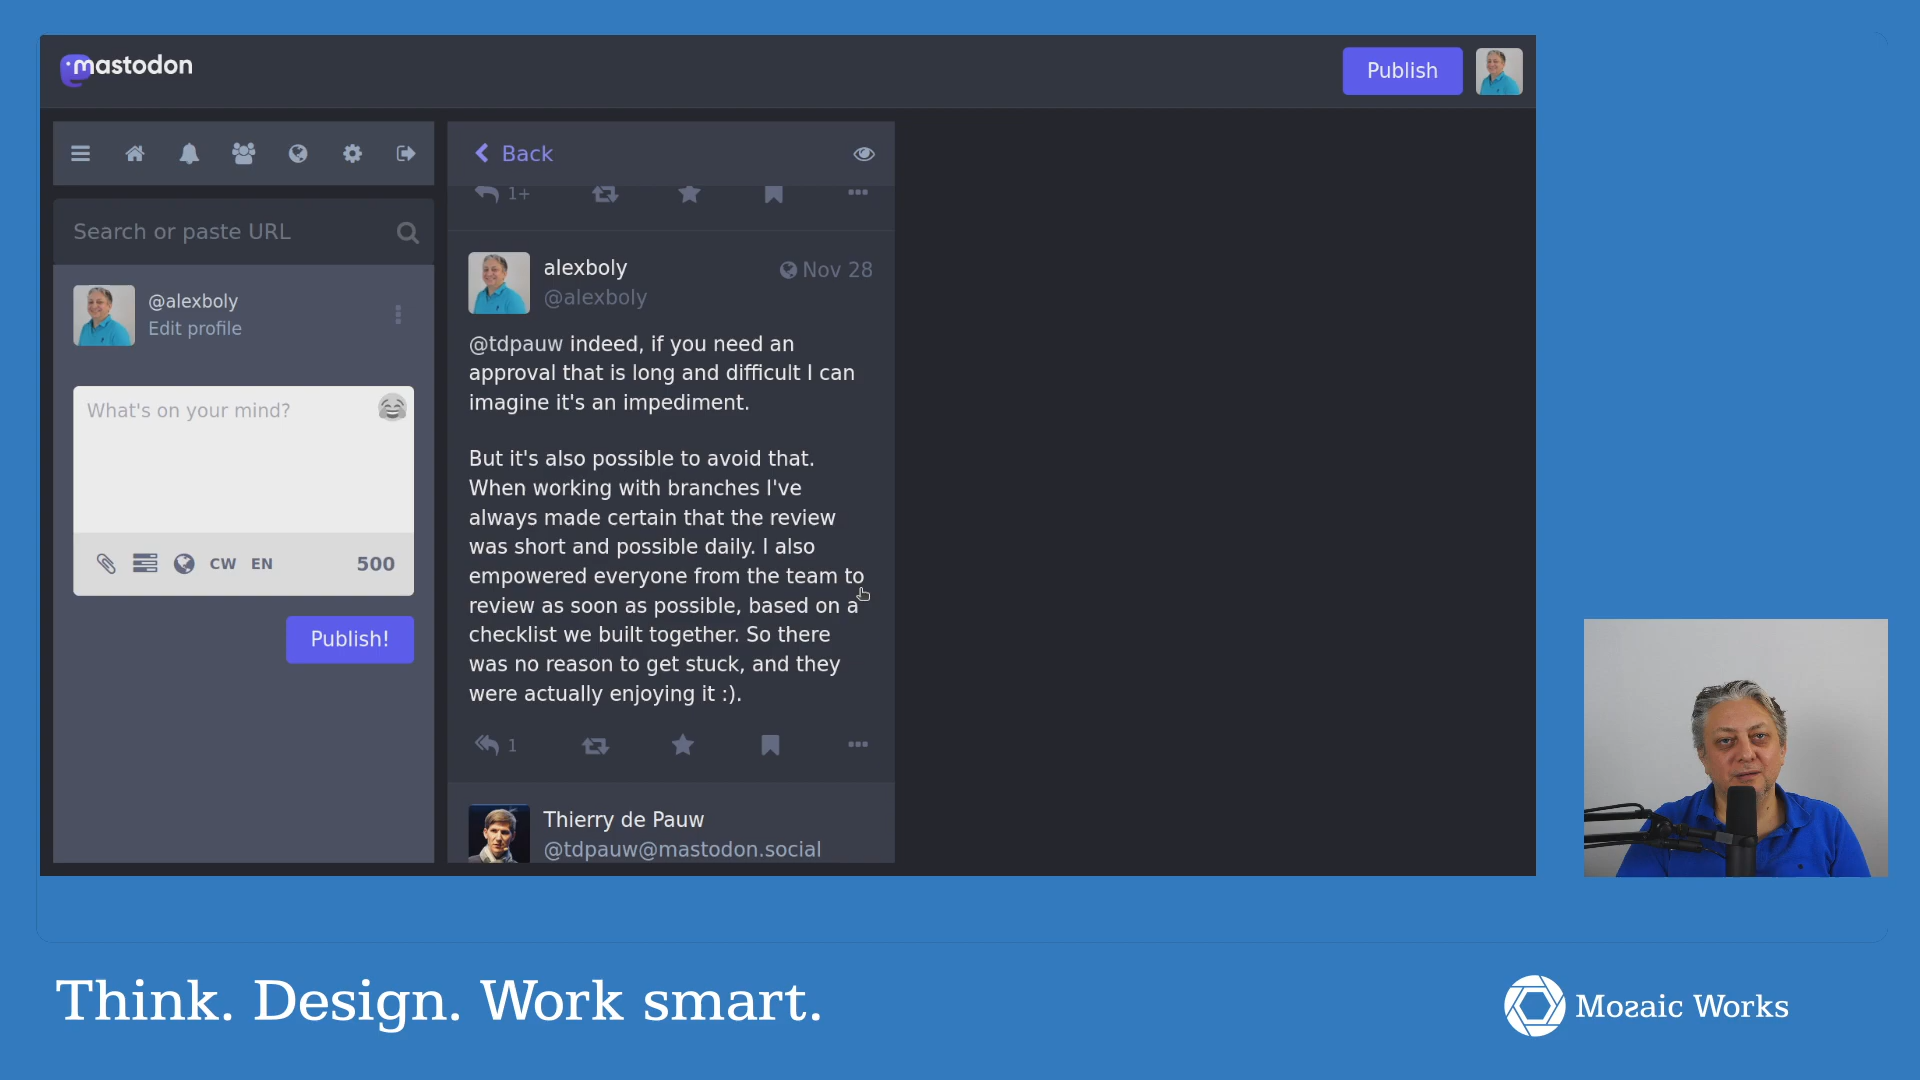 mastodon
Publish
Back
1+
Search or paste URL
alexboly
Nov 28
@alexboly
@alexboly
Edit profile
@tdpauw indeed, if you need an
approval that is long and difficult I can
imagine it's an impediment.
What's on your mind?
But it's also possible to avoid that.
When working with branches I've
always made certain that the review
was short and possible daily. I also
empowered everyone from the team to
review as soon as possible, based on a
checklist we built together. So there
was no reason to get stuck, and they
were actually enjoying it :).
CW EN 500
Publish!
1
Thierry de Pauw
@tdpauw@mastodon.social
Think. Design. Work smart.
Mozaic Works